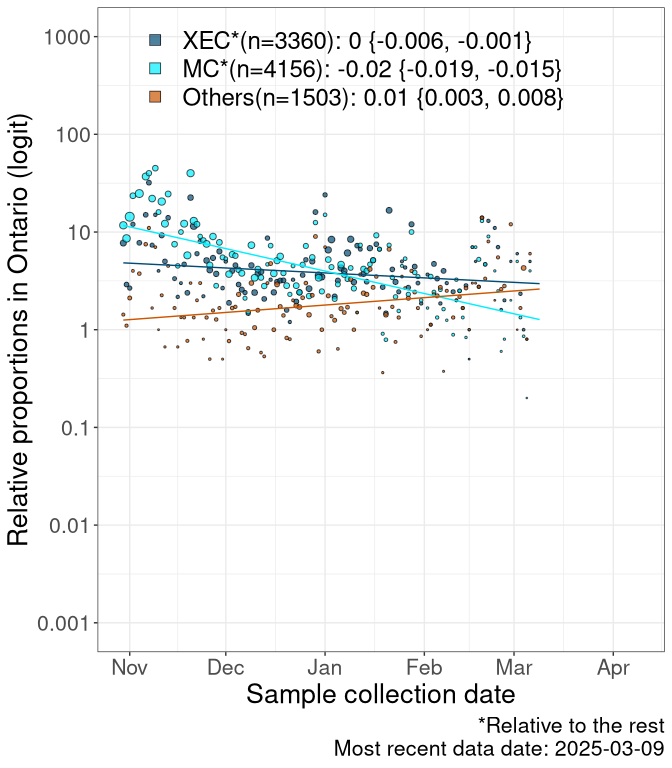 XEC*(n=3360): 0 {-0.006, -0.001}
MC*(n=4156): -0.02 {-0.019, -0.015}
Others(n=1503): 0.01 {0.003, 0.008}
Relative proportions in Ontario (logit)
1000
100
10
1
0.1
0.01
0.001
Nov Dec Jan Feb Mar Apr
Sample collection date
*Relative to the rest
Most recent data date: 2025-03-09